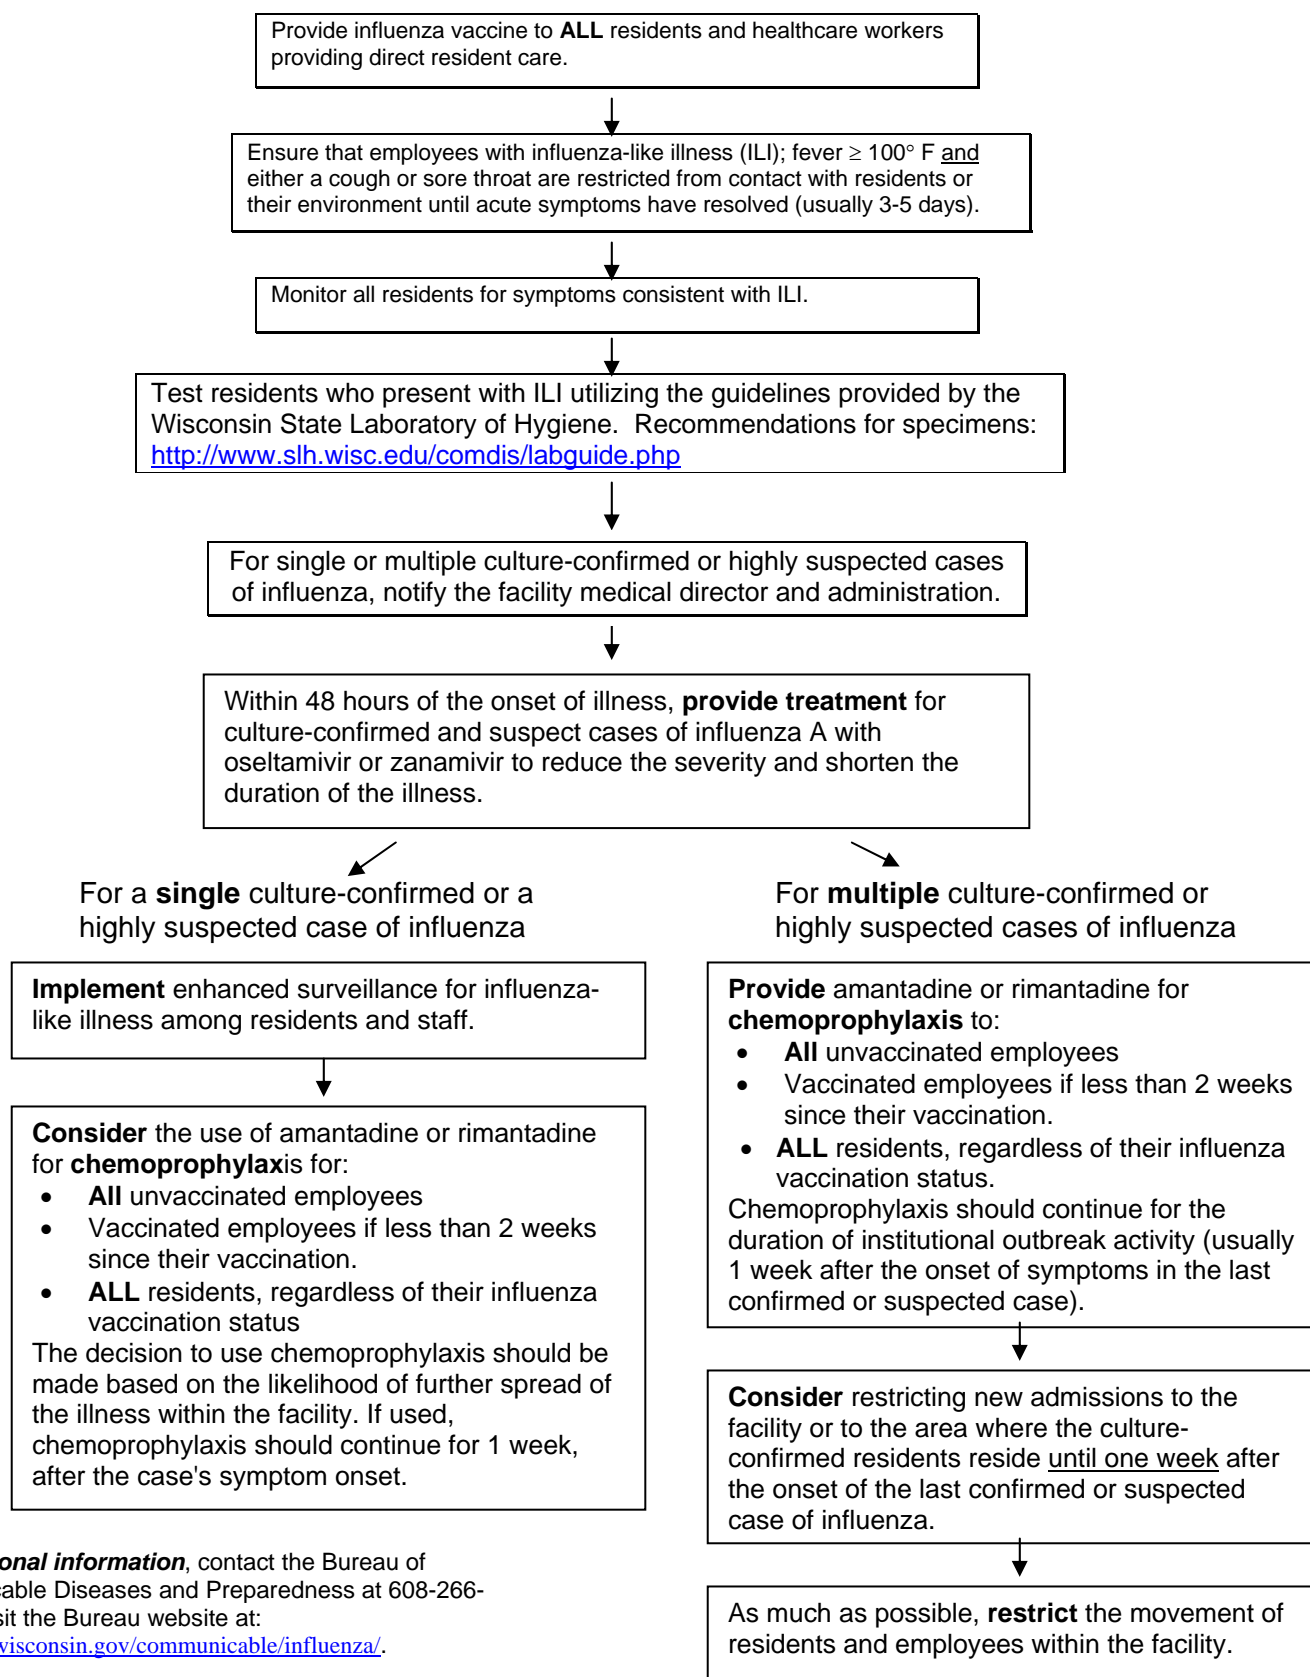 Provide influenza vaccine to ALL residents and healthcare workers
providing direct resident care.
Ensure that employees with influenza-like illness (ILI); fever ≥ 100° F and
either a cough or sore throat are restricted from contact with residents or
their environment until acute symptoms have resolved (usually 3-5 days).
Monitor all residents for symptoms consistent with ILI.
Test residents who present with ILI utilizing the guidelines provided by the
Wisconsin State Laboratory of Hygiene. Recommendations for specimens:
http://www.slh.wisc.edu/comdis/labguide.php
For single or multiple culture-confirmed or highly suspected cases
of influenza, notify the facility medical director and administration.
Within 48 hours of the onset of illness, provide treatment for
culture-confirmed and suspect cases of influenza A with
oseltamivir or zanamivir to reduce the severity and shorten the
duration of the illness.
For a single culture-confirmed or a
highly suspected case of influenza
Implement enhanced surveillance for influenza-
like illness among residents and staff.
Consider the use of amantadine or rimantadine
for chemoprophylaxis for:
• All unvaccinated employees
• Vaccinated employees if less than 2 weeks
since their vaccination.
• ALL residents, regardless of their influenza
vaccination status
The decision to use chemoprophylaxis should be
made based on the likelihood of further spread of
the illness within the facility. If used,
chemoprophylaxis should continue for 1 week,
after the case's symptom onset.
For multiple culture-confirmed or
highly suspected cases of influenza
Provide amantadine or rimantadine for
chemoprophylaxis to:
• All unvaccinated employees
• Vaccinated employees if less than 2 weeks
since their vaccination.
• ALL residents, regardless of their influenza
vaccination status.
Chemoprophylaxis should continue for the
duration of institutional outbreak activity (usually
1 week after the onset of symptoms in the last
confirmed or suspected case).
Consider restricting new admissions to the
facility or to the area where the culture-
confirmed residents reside until one week after
the onset of the last confirmed or suspected
case of influenza.
As much as possible, restrict the movement of
residents and employees within the facility.
onal information, contact the Bureau of
cable Diseases and Preparedness at 608-266-
sit the Bureau website at:
wisconsin.gov/communicable/influenza/.